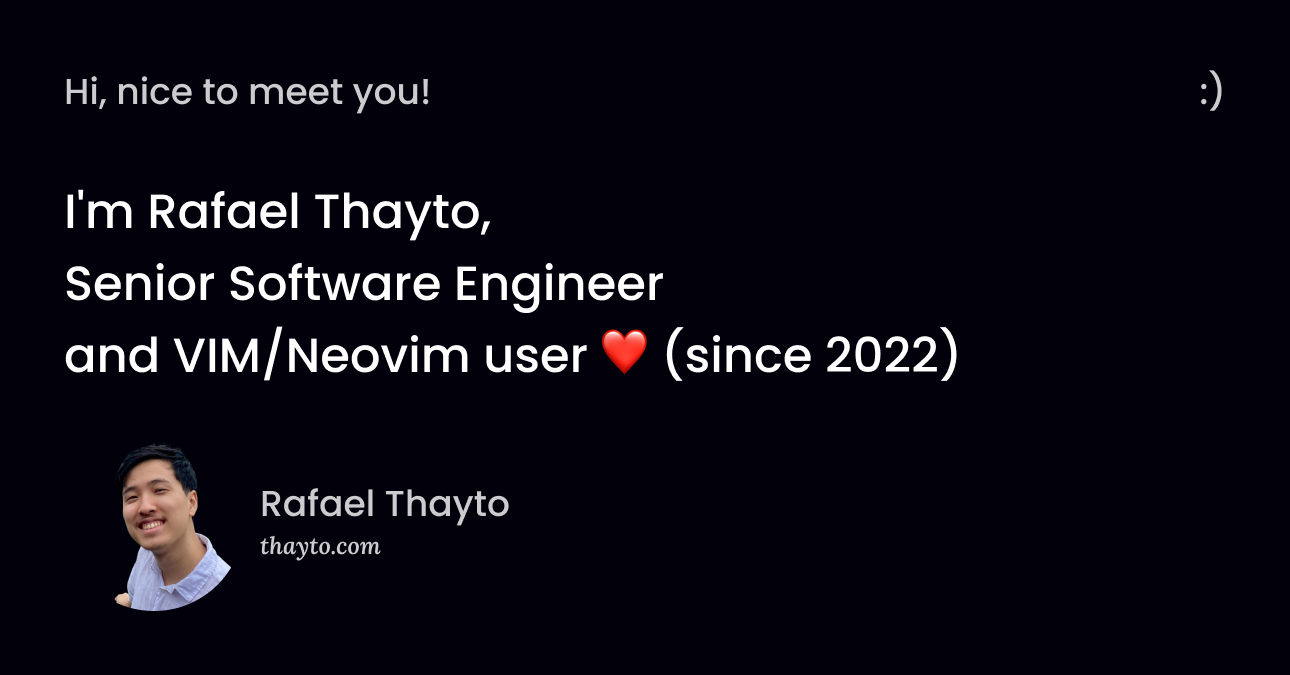 Hi, nice to meet you! :)
I'm Rafael Thayto,
Senior Software Engineer
and VIM/Neovim user ❤️ (since 2022)
Rafael Thayto
thayto.com